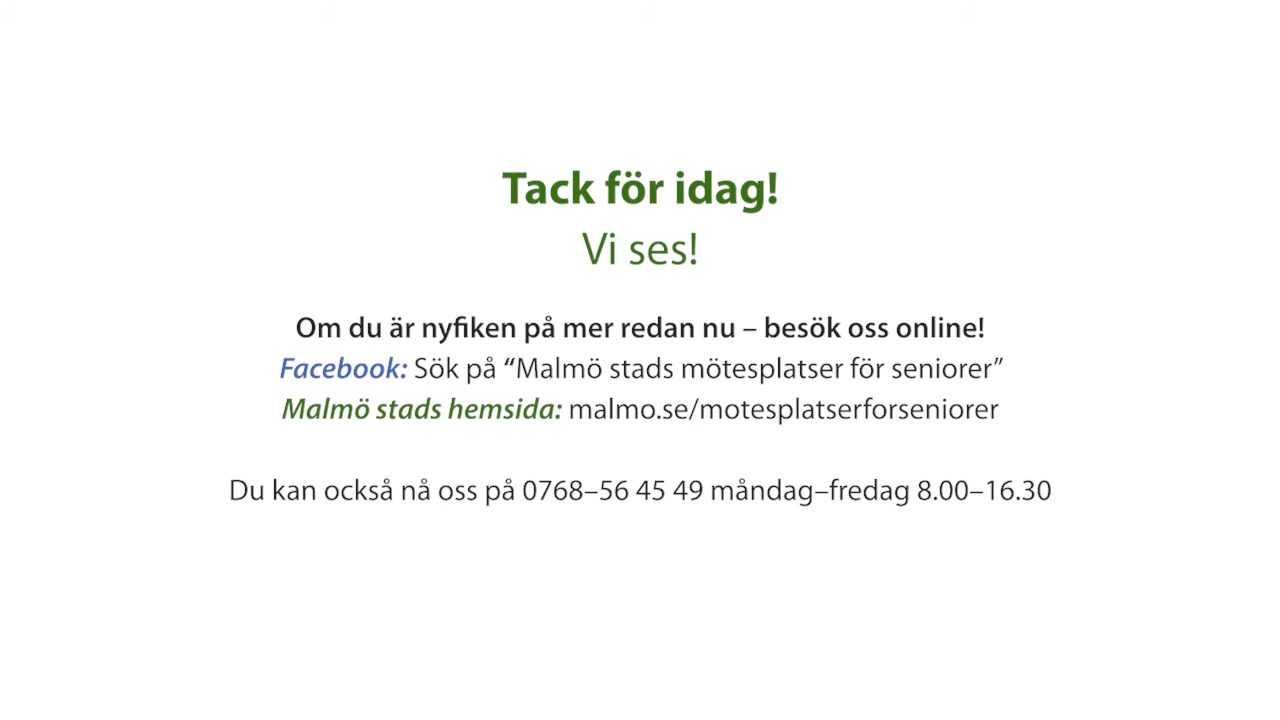 Tack för idag!
Vi ses!
Om du är nyfiken på mer redan nu – besök oss online!
Facebook: Sök på “Malmö stads mötesplatser för seniorer”
Malmö stads hemsida: malmo.se/motesplatserforseniorer
Du kan också nå oss på 0768–56 45 49 måndag–fredag 8.00–16.30